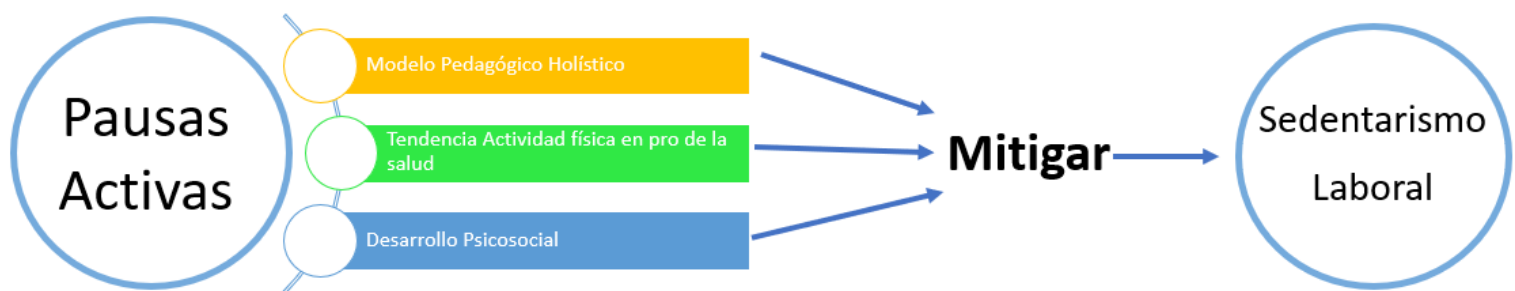 Pausas
Activas
Modelo Pedagógico Holístico
Tendencia Actividad física en pro de la
salud
Desarrollo Psicosocial
Mitigar
Sedentarismo
Laboral